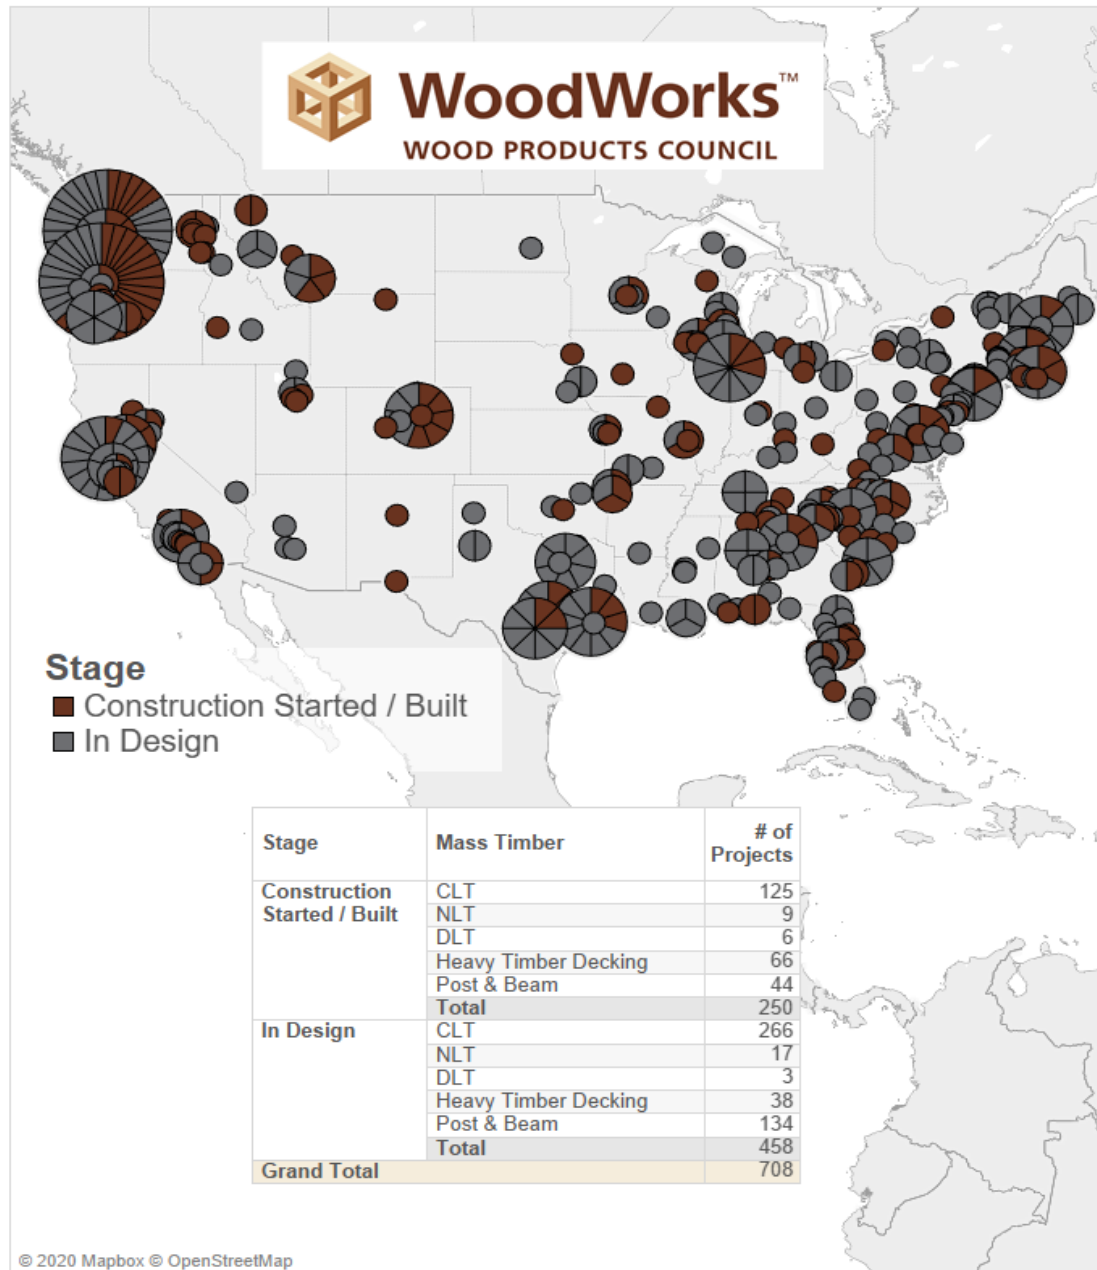 WoodWorks™
WOOD PRODUCTS COUNCIL
Stage
Construction Started / Built
In Design
Stage Mass Timber # of Projects
Construction Started / Built CLT 125
NLT 9
DLT 6
Heavy Timber Decking 66
Post & Beam 44
Total 250
In Design CLT 266
NLT 17
DLT 3
Heavy Timber Decking 38
Post & Beam 134
Total 458
Grand Total 708
© 2020 Mapbox © OpenStreetMap